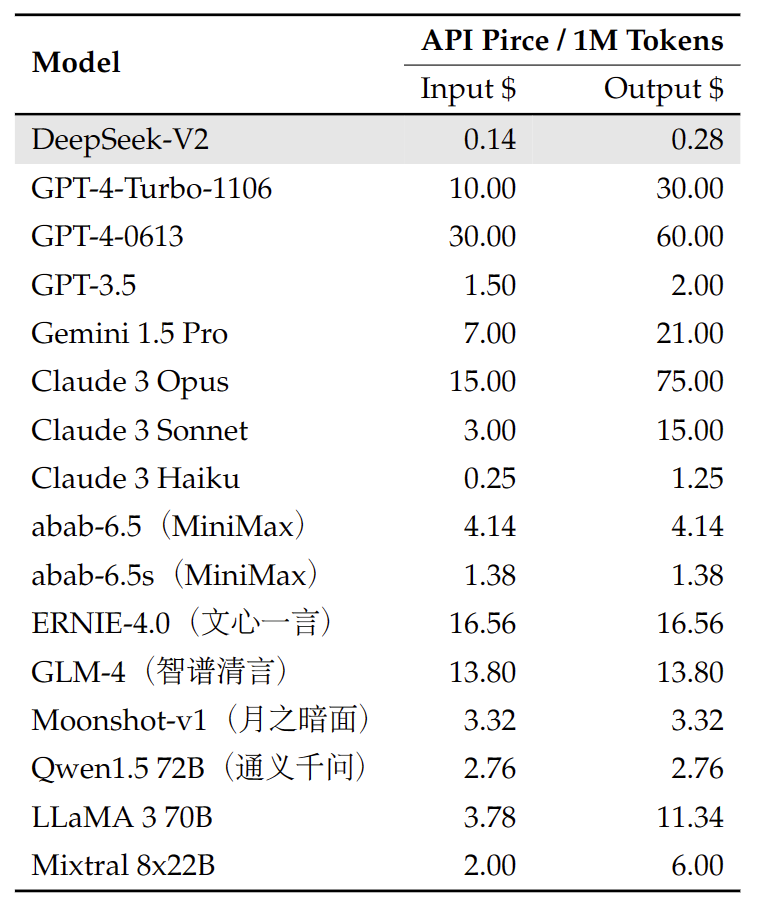 Model API Pirce / 1M Tokens
Input $ Output $
DeepSeek-V2 0.14 0.28
GPT-4-Turbo-1106 10.00 30.00
GPT-4-0613 30.00 60.00
GPT-3.5 1.50 2.00
Gemini 1.5 Pro 7.00 21.00
Claude 3 Opus 15.00 75.00
Claude 3 Sonnet 3.00 15.00
Claude 3 Haiku 0.25 1.25
abab-6.5（MiniMax） 4.14 4.14
abab-6.5s（MiniMax） 1.38 1.38
ERNIE-4.0（文心一言） 16.56 16.56
GLM-4（智谱清言） 13.80 13.80
Moonshot-v1（月之暗面） 3.32 3.32
Qwen1.5 72B（通义千问） 2.76 2.76
LLaMA 3 70B 3.78 11.34
Mixtral 8x22B 2.00 6.00